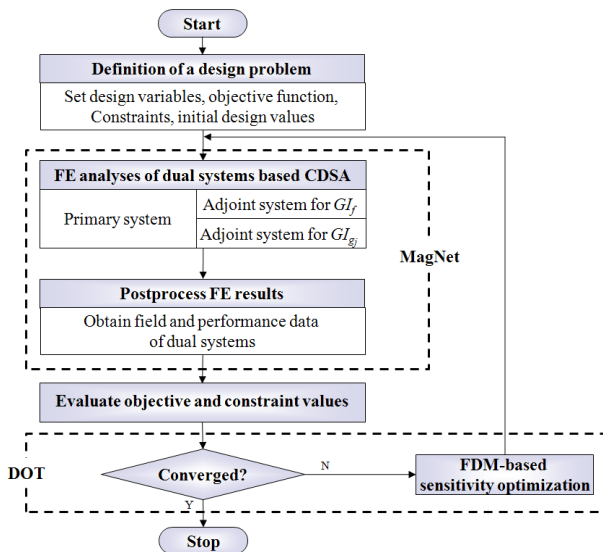 Start
Definition of a design problem
Set design variables, objective function,
Constraints, initial design values
FE analyses of dual systems based CDSA
Primary system
Adjoint system for GIf
Adjoint system for GIgj
MagNet
Postprocess FE results
Obtain field and performance data
of dual systems
Evaluate objective and constraint values
DOT
Converged?
N
FDM-based
sensitivity optimization
Y
Stop